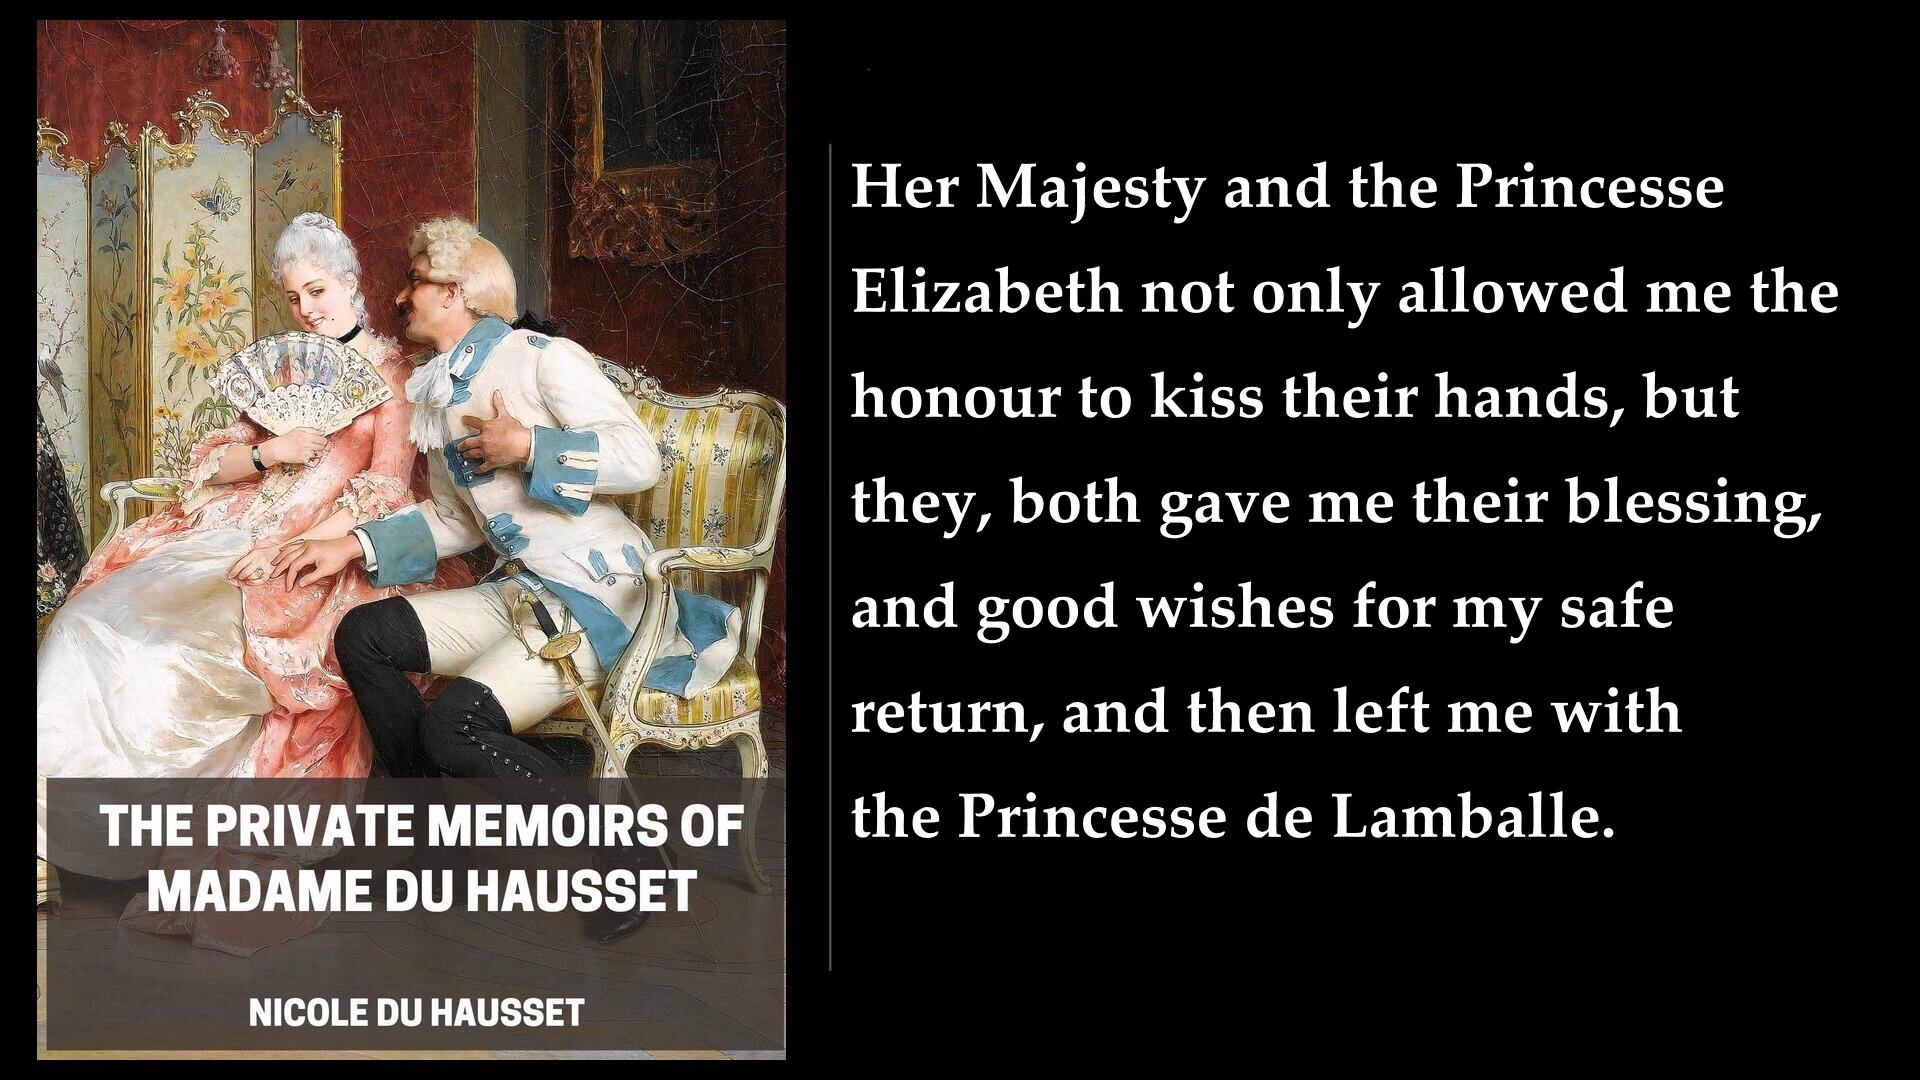 THE PRIVATE MEMOIRS OF
MADAME DU HAUSSET
NICOLE DU HAUSSET
Her Majesty and the Princesse
Elizabeth not only allowed me the
honour to kiss their hands, but
they, both gave me their blessing,
and good wishes for my safe
return, and then left me with
the Princesse de Lamballe.